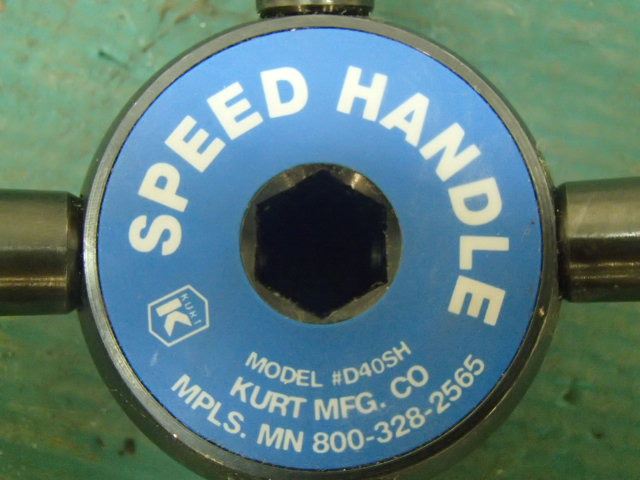 SPEED HANDLE
KURT
MODEL #D40SH
KURT MFG. CO
MPLS. MN 800-328-2565